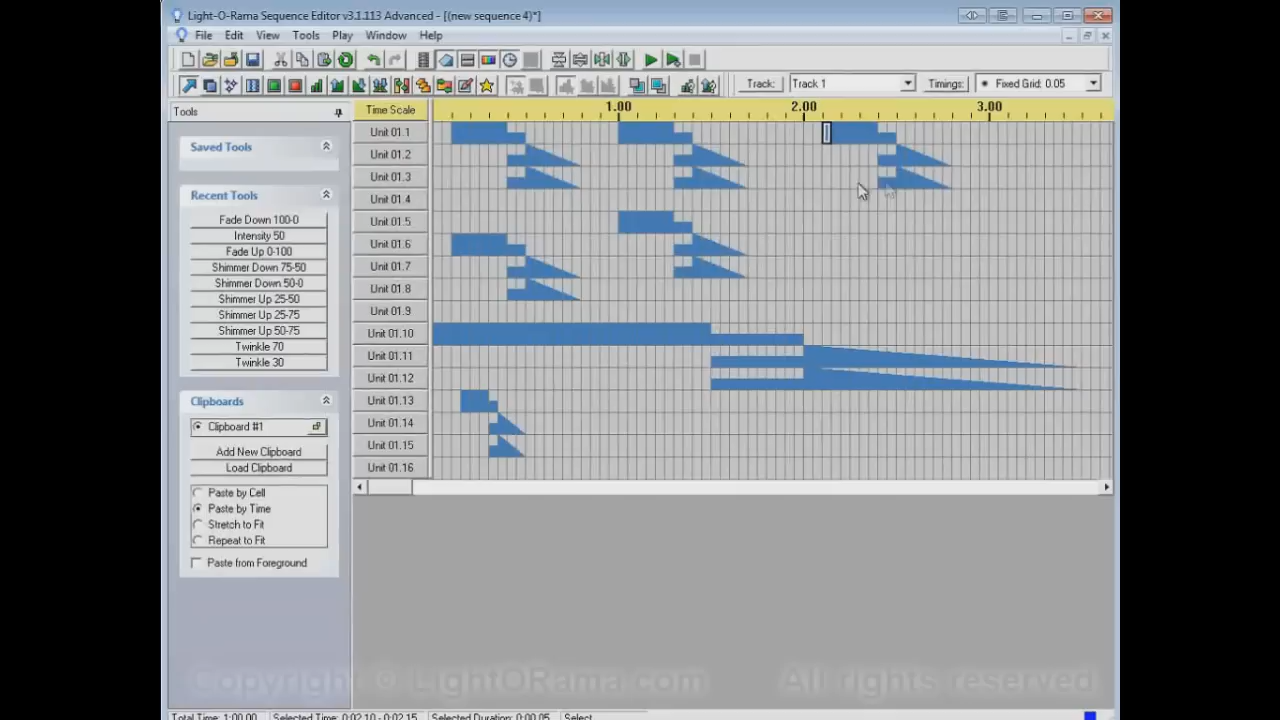 Light-O-Rama Sequence Editor v3.1.113 Advanced - [(new sequence 4)*]
File Edit View Tools Play Window Help
Track: Track 1 Timings: Fixed Grid: 0.05
Tools
Time Scale 1.00 2.00 3.00
Saved Tools
Recent Tools
Fade Down 100-0
Intensity 50
Fade Up 0-100
Shimmer Down 75-50
Shimmer Down 50-0
Shimmer Up 25-50
Shimmer Up 25-75
Shimmer Up 50-75
Twinkle 70
Twinkle 30
Clipboards
Clipboard #1
Add New Clipboard
Load Clipboard
Paste by Cell
Paste by Time
Stretch to Fit
Repeat to Fit
Paste from Foreground
Unit 01.1
Unit 01.2
Unit 01.3
Unit 01.4
Unit 01.5
Unit 01.6
Unit 01.7
Unit 01.8
Unit 01.9
Unit 01.10
Unit 01.11
Unit 01.12
Unit 01.13
Unit 01.14
Unit 01.15
Unit 01.16
Copyright © LightORama.com All rights reserved
Total Time: 1:00.00 Selected Time: 0:02.10 - 0:02.15 Selected Duration: 0:00.05 Select